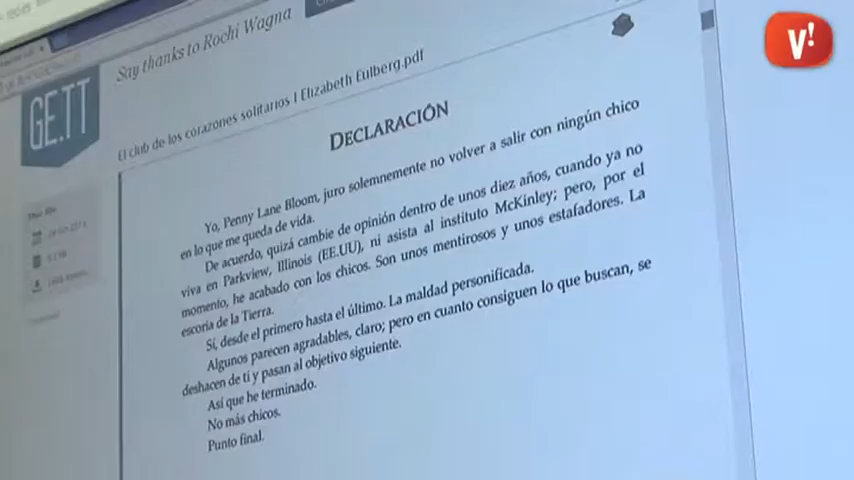 Say thanks to Rochi Wagna
V!
GE.TT
El club de los corazones solitarios I Elizabeth Eulberg.pdf
DECLARACIÓN
Yo, Penny Lane Bloom, juro solemnemente no volver a salir con ningún chico
en lo que me queda de vida.
De acuerdo, quizá cambie de opinión dentro de unos diez años, cuando ya no
viva en Parkview, Illinois (EE.UU), ni asista al instituto McKinley; pero, por el
momento, he acabado con los chicos. Son unos mentirosos y unos estafadores. La
escoria de la Tierra.
Sí, desde el primero hasta el último. La maldad personificada.
Algunos parecen agradables, claro; pero en cuanto consiguen lo que buscan, se
deshacen de ti y pasan al objetivo siguiente.
Así que he terminado.
No más chicos.
Punto final.